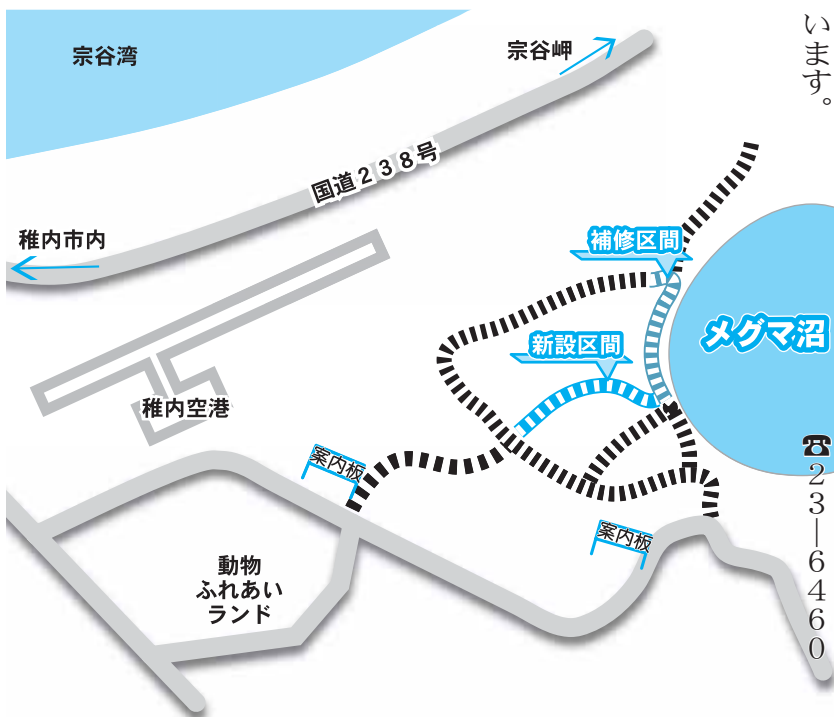 います。
☎23―6460
宗谷湾
宗谷岬
国道238号
稚内市内
補修区間
メグマ沼
新設区間
稚内空港
案内板
案内板
動物
ふれあい
ランド